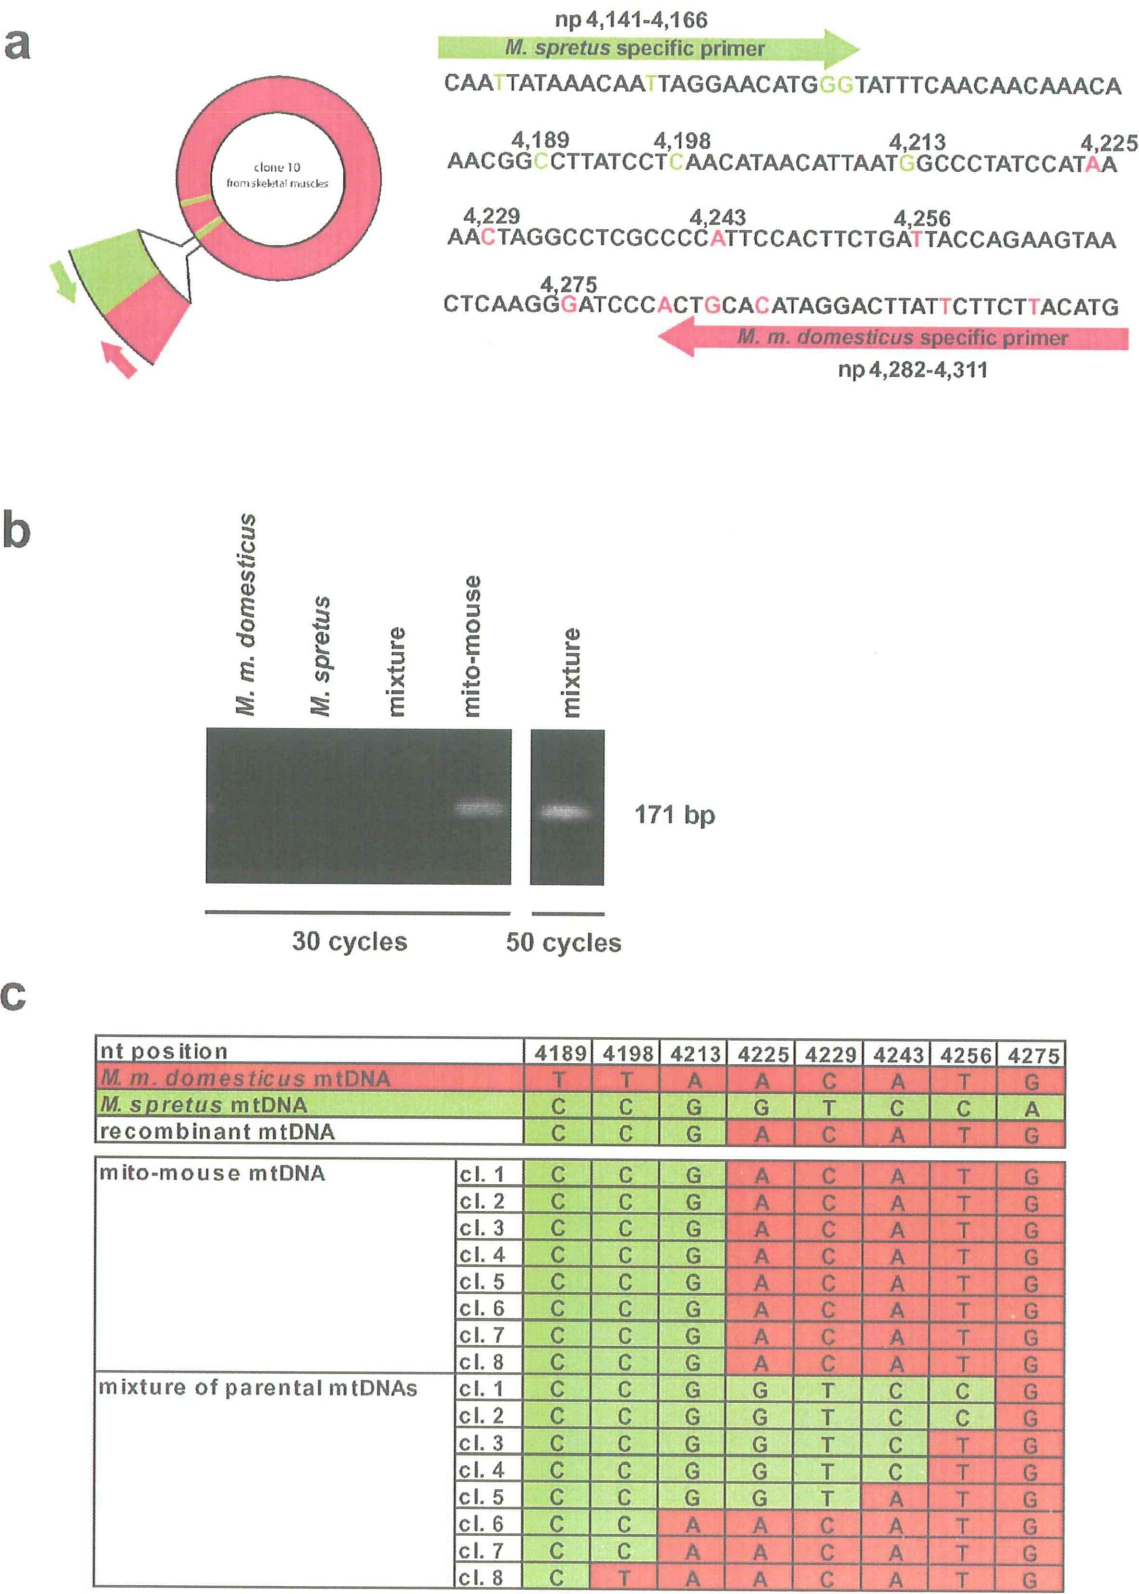 a
np 4,141-4,166
M. spretus specific primer
CAATTATAAACAATTAGGAACATGGGTATTTCAACAACAAACA
4,189 4,198 4,213 4,225
AACGGCCTTATCCTCAACATAACATTAATGGCCCTATCCATAA
4,229 4,243 4,256
AACTAGGCCTCGCCCCATTCCACTTCTGATTACCAGAAGTAA
4,275
CTCAAGGGATCCCACTGCACATAGGACTTATTCTTCTTACATG
M. m. domesticus specific primer
np 4,282-4,311
clone 10
from skeletal muscles
b
M. m. domesticus
M. spretus
mixture
mito-mouse
mixture
171 bp
30 cycles 50 cycles
c
nt position 4189 4198 4213 4225 4229 4243 4256 4275
M. m. domesticus mtDNA T T A A C A T G
M. spretus mtDNA C C G G T C C A
recombinant mtDNA C C G A C A T G
mito-mouse mtDNA cl. 1 C C G A C A T G
cl. 2 C C G A C A T G
cl. 3 C C G A C A T G
cl. 4 C C G A C A T G
cl. 5 C C G A C A T G
cl. 6 C C G A C A T G
cl. 7 C C G A C A T G
cl. 8 C C G A C A T G
mixture of parental mtDNAs cl. 1 C C G G T C C G
cl. 2 C C G G T C C G
cl. 3 C C G G T C T G
cl. 4 C C G G T C T G
cl. 5 C C G G T A T G
cl. 6 C C A A C A T G
cl. 7 C C A A C A T G
cl. 8 C T A A C A T G